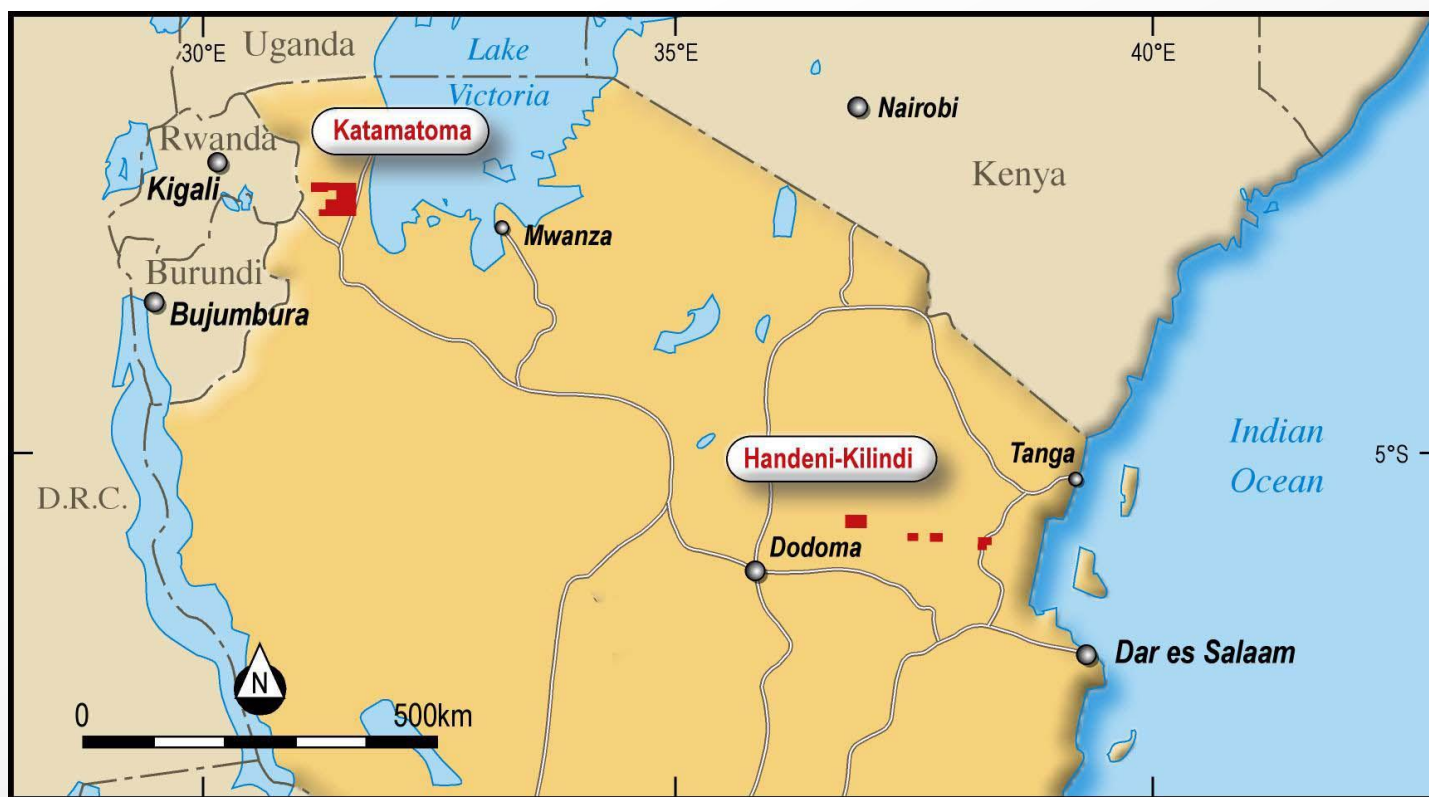 Uganda
30°E
Lake
Victoria
35°E
40°E
Katamatoma
Nairobi
Rwanda
Kigali
Kenya
Mwanza
Burundi
Bujumbura
Handeni-Kilindi
Tanga
Indian
Ocean
5°S
D.R.C.
Dodoma
Dar es Salaam
N
0
500km